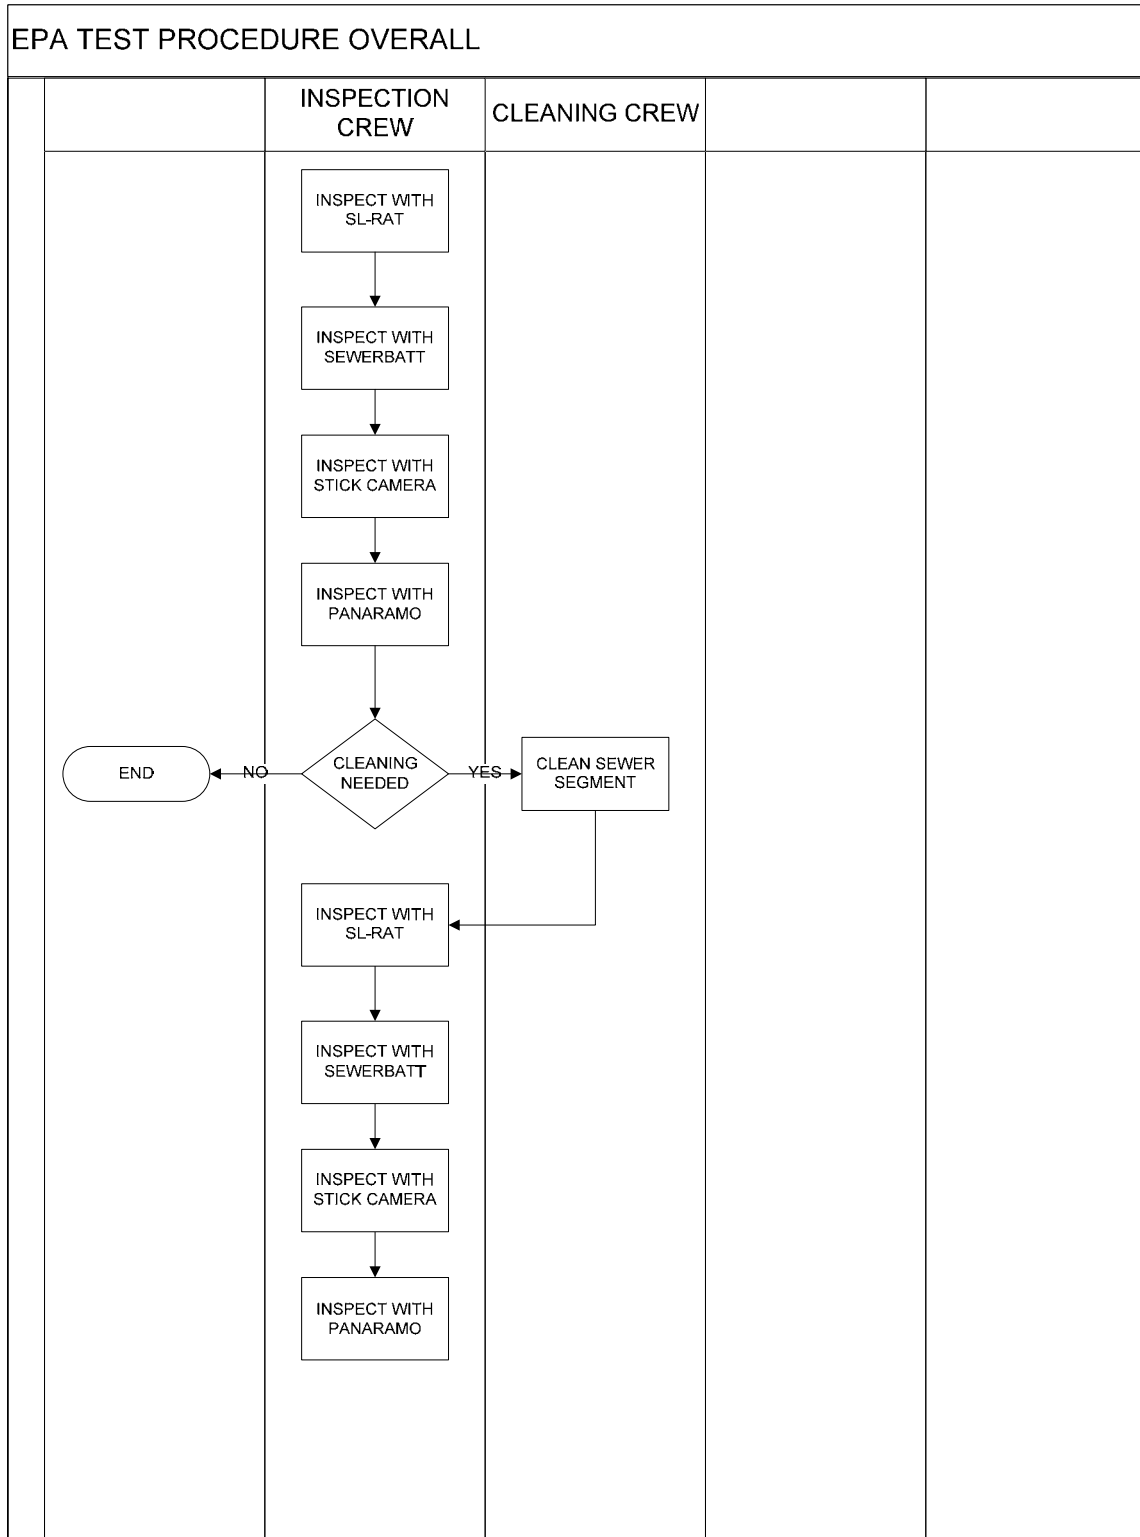 EPA TEST PROCEDURE OVERALL
INSPECTION
CREW
CLEANING CREW
INSPECT WITH
SL-RAT
INSPECT WITH
SEWERBATT
INSPECT WITH
STICK CAMERA
INSPECT WITH
PANARAMO
END
NO
CLEANING
NEEDED
YES
CLEAN SEWER
SEGMENT
INSPECT WITH
SL-RAT
INSPECT WITH
SEWERBATT
INSPECT WITH
STICK CAMERA
INSPECT WITH
PANARAMO